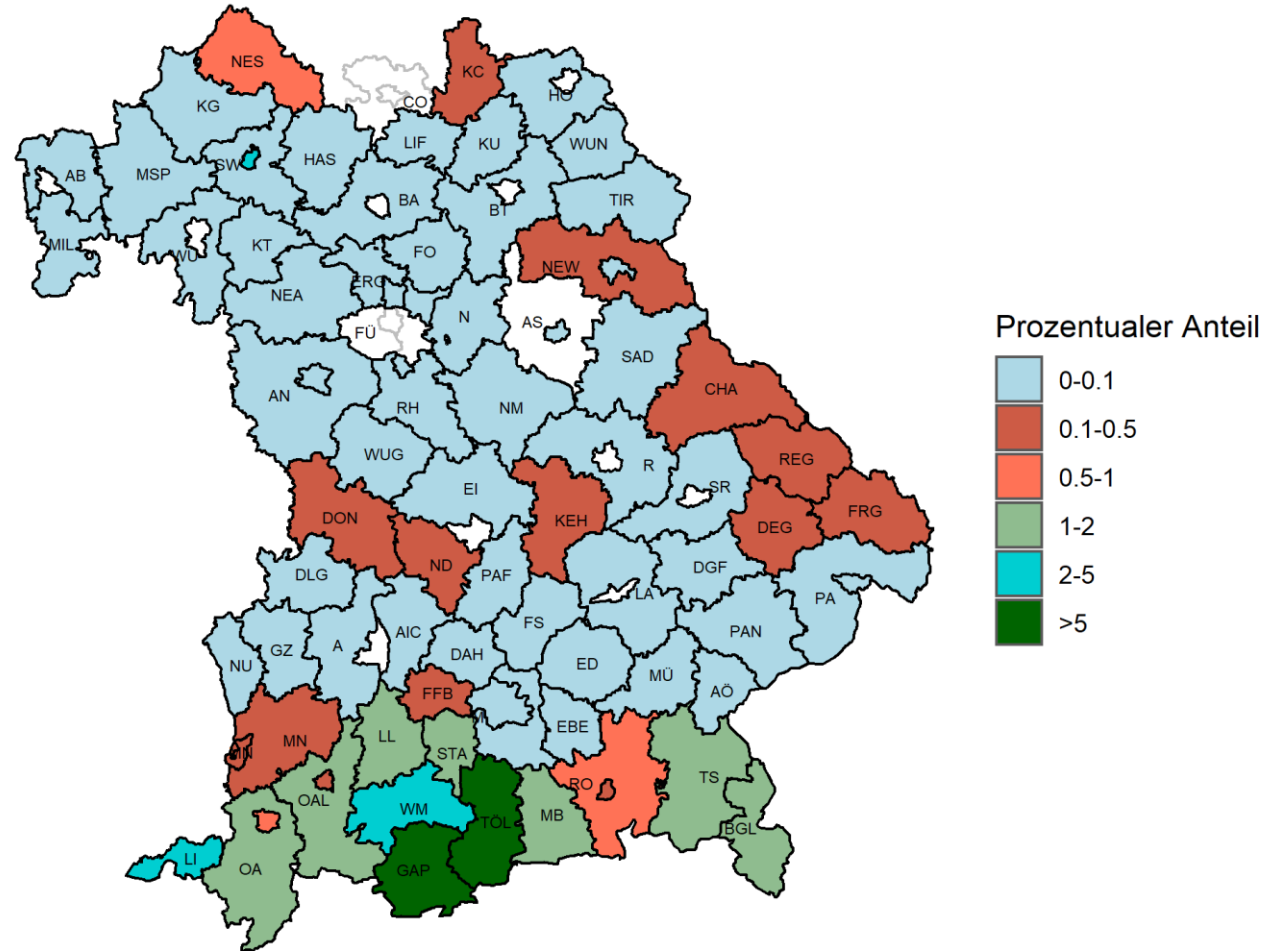 NES
KC
KG
CO
HO
LIF
KU
WUN
SW
HAS
AB
MSP
BA
BT
TIR
MIL
WÜ
KT
FO
NEW
ERC
NEA
N
AS
FÜ
SAD
AN
RH
NM
CHA
WUG
R
REG
EI
SR
DON
KEH
DEG
FRG
ND
DLG
PAF
DGF
LA
PA
AIC
FS
NU
GZ
A
DAH
ED
PAN
MÜ
AÖ
FFB
M
EBE
MN
LL
STA
TS
OAL
RO
WM
TÖL
MB
BGL
LI
OA
GAP
Prozentualer Anteil
0-0.1
0.1-0.5
0.5-1
1-2
2-5
>5